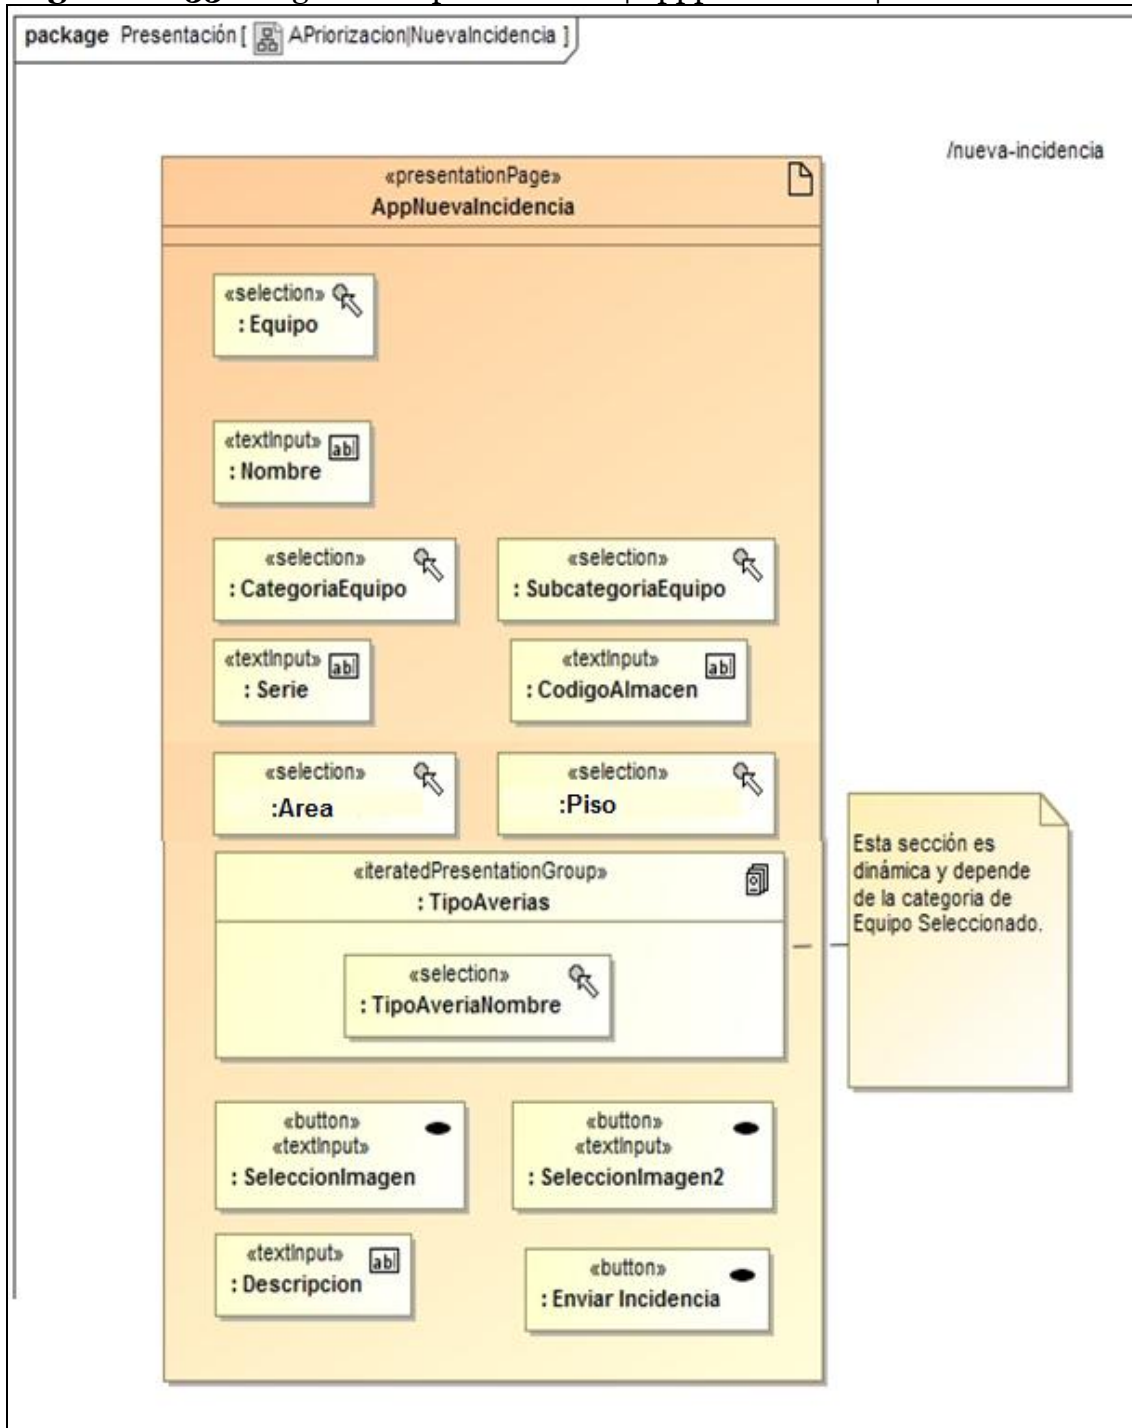 package Presentación [ APriorizacion|NuevaIncidencia ]
/nueva-incidencia
«presentationPage»
AppNuevaIncidencia
«selection»
: Equipo
«textInput»
: Nombre
«selection»
: CategoriaEquipo
«selection»
: SubcategoriaEquipo
«textInput»
: Serie
«textInput»
: CodigoAlmacen
«selection»
:Area
«selection»
:Piso
«iteratedPresentationGroup»
: TipoAverias
«selection»
: TipoAveriaNombre
Esta sección es
dinámica y depende
de la categoria de
Equipo Seleccionado.
«button»
«textInput»
: SeleccionImagen
«button»
«textInput»
: SeleccionImagen2
«textInput»
: Descripcion
«button»
: Enviar Incidencia